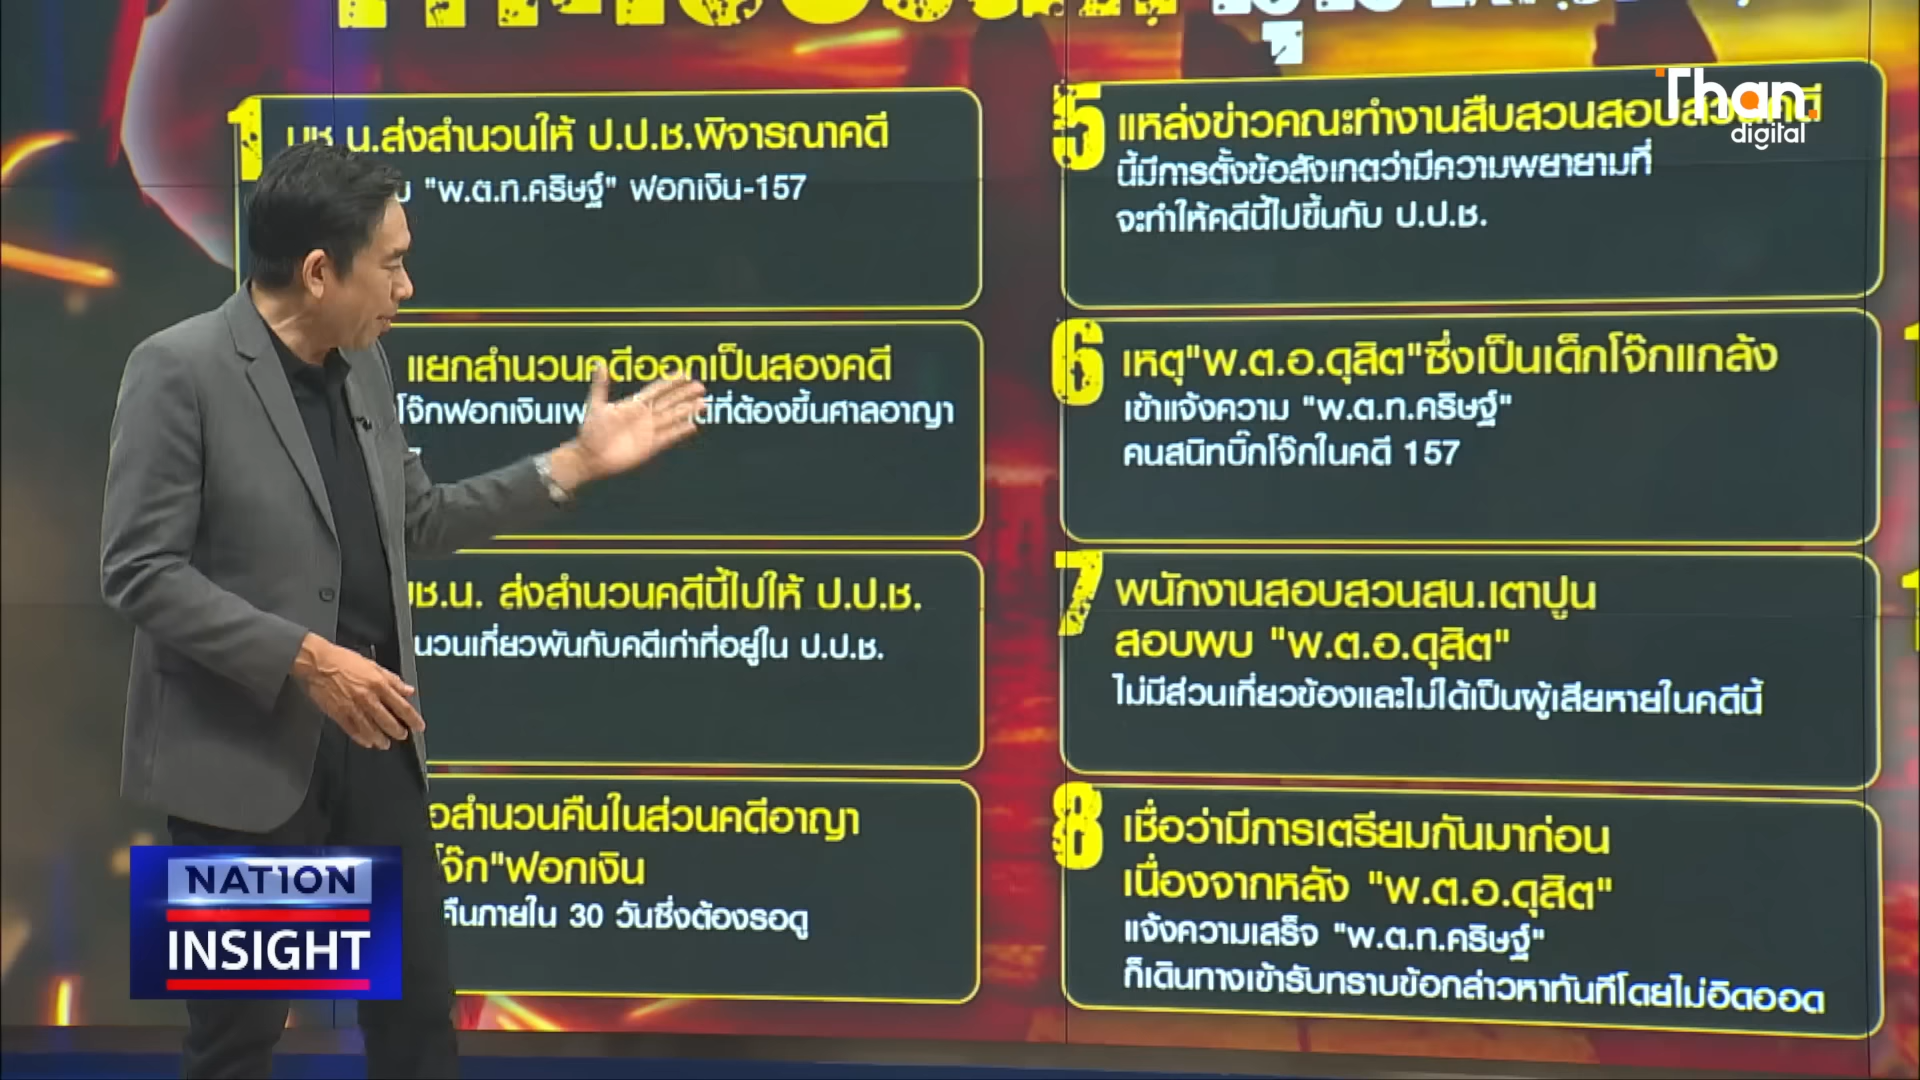 1
บช.น.ส่งสำนวนให้ ป.ป.ช.พิจารณาคดี
"พ.ต.ท.คริษฐ์" ฟอกเงิน-157
แยกสำนวนคดีออกเป็นสองคดี
โจ๊กฟอกเงินเพ
ที่ต้องขึ้นศาลอาญา
บช.น. ส่งสำนวนคดีนี้ไปให้ ป.ป.ช.
นวนเกี่ยวพันกับคดีเก่าที่อยู่ใน ป.ป.ช.
อสำนวนคืนในส่วนคดีอาญา
โจ๊ก"ฟอกเงิน
คืนภายใน 30 วันซึ่งต้องรอดู
5
แหล่งข่าวคณะทำงานสืบสวนสอบสวนคดี
นี้มีการตั้งข้อสังเกตว่ามีความพยายามที่
จะทำให้คดีนี้ไปขึ้นกับ ป.ป.ช.
6
เหตุ"พ.ต.อ.ดุสิต"ซึ่งเป็นเด็กโจ๊กแกล้ง
เข้าแจ้งความ "พ.ต.ท.คริษฐ์"
คนสนิทบิ๊กโจ๊กในคดี 157
7
พนักงานสอบสวนสน.เตาปูน
สอบพบ "พ.ต.อ.ดุสิต"
ไม่มีส่วนเกี่ยวข้องและไม่ได้เป็นผู้เสียหายในคดีนี้
8
เชื่อว่ามีการเตรียมกันมาก่อน
เนื่องจากหลัง "พ.ต.อ.ดุสิต"
แจ้งความเสร็จ "พ.ต.ท.คริษฐ์"
ก็เดินทางเข้ารับทราบข้อกล่าวหาทันทีโดยไม่อิดออด
Than
digital
NATION
INSIGHT